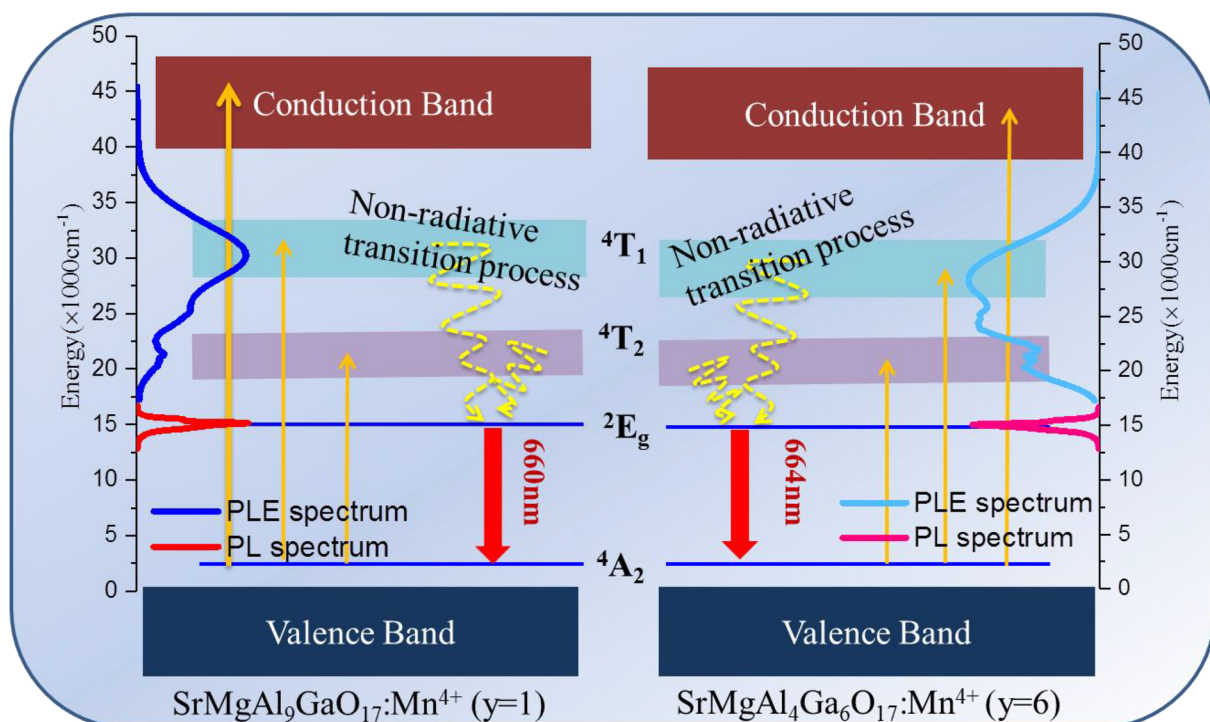 50
45
40
35
30
25
20
15
10
5
0
Energy(×1000cm⁻¹)
Conduction Band
Non-radiative
transition process
660nm
PLE spectrum
PL spectrum
Valence Band
SrMgAl₉GaO₁₇:Mn⁴⁺ (y=1)
⁴T₁
⁴T₂
²E_g
⁴A₂
Conduction Band
Non-radiative
transition process
664nm
PLE spectrum
PL spectrum
Valence Band
SrMgAl₄Ga₆O₁₇:Mn⁴⁺ (y=6)
50
45
40
35
30
25
20
15
10
5
0
Energy(×1000cm⁻¹)